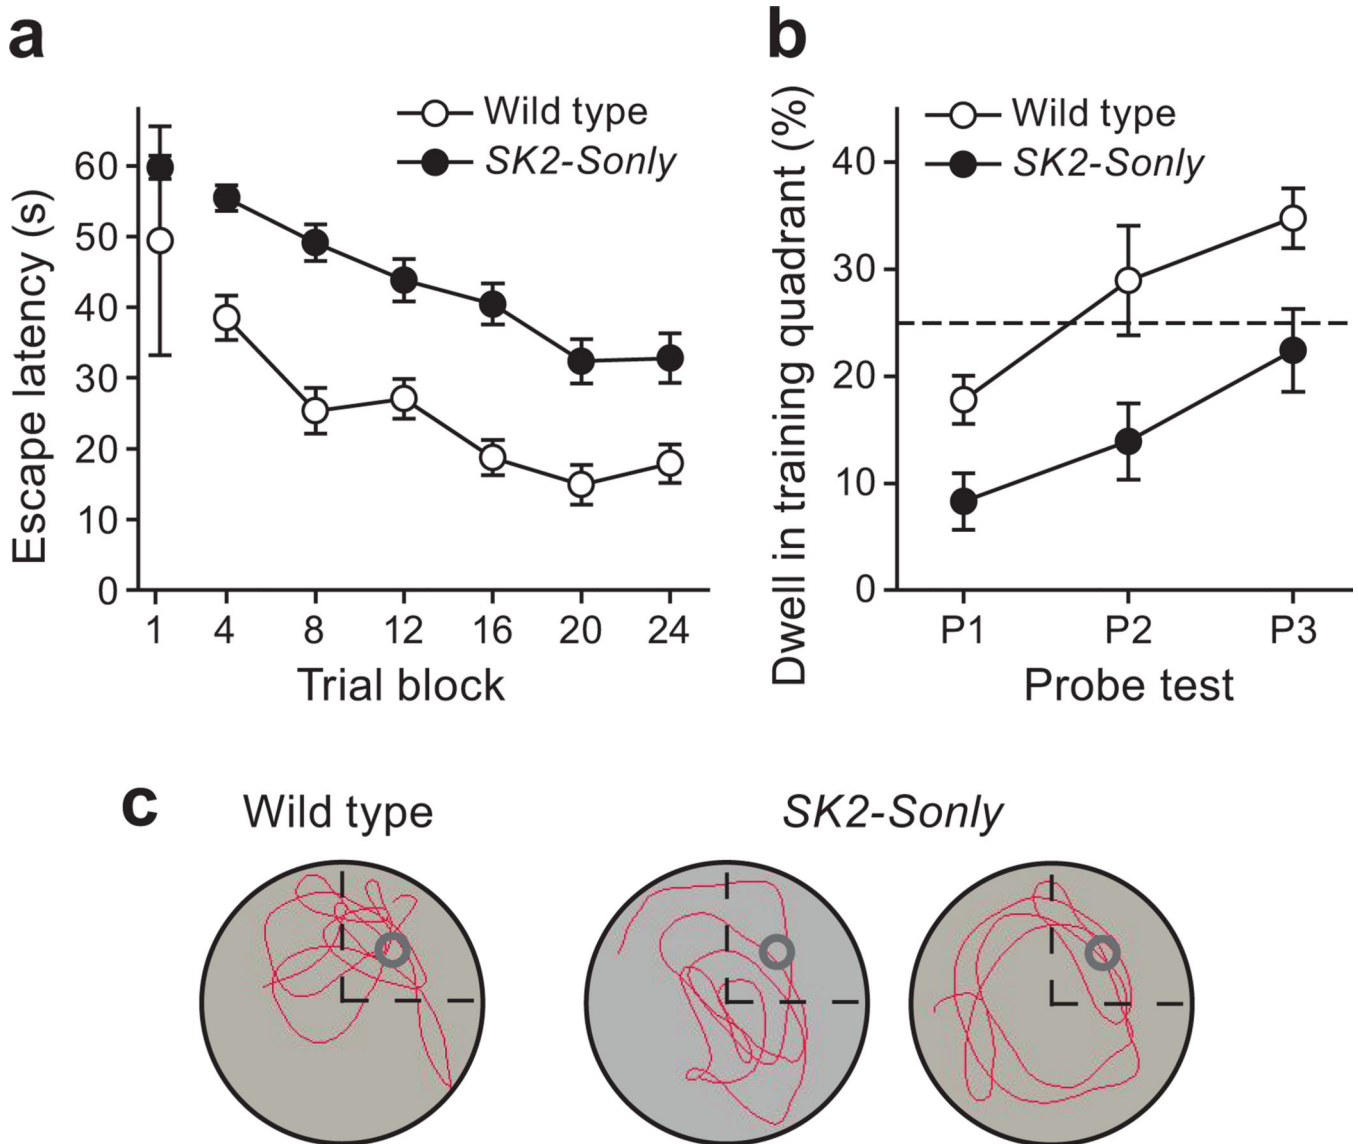 a
Wild type
SK2-Sonly
Escape latency (s)
60
50
40
30
20
10
0
1 4 8 12 16 20 24
Trial block
b
Wild type
SK2-Sonly
Dwell in training quadrant (%)
40
30
20
10
0
P1 P2 P3
Probe test
c
Wild type
SK2-Sonly